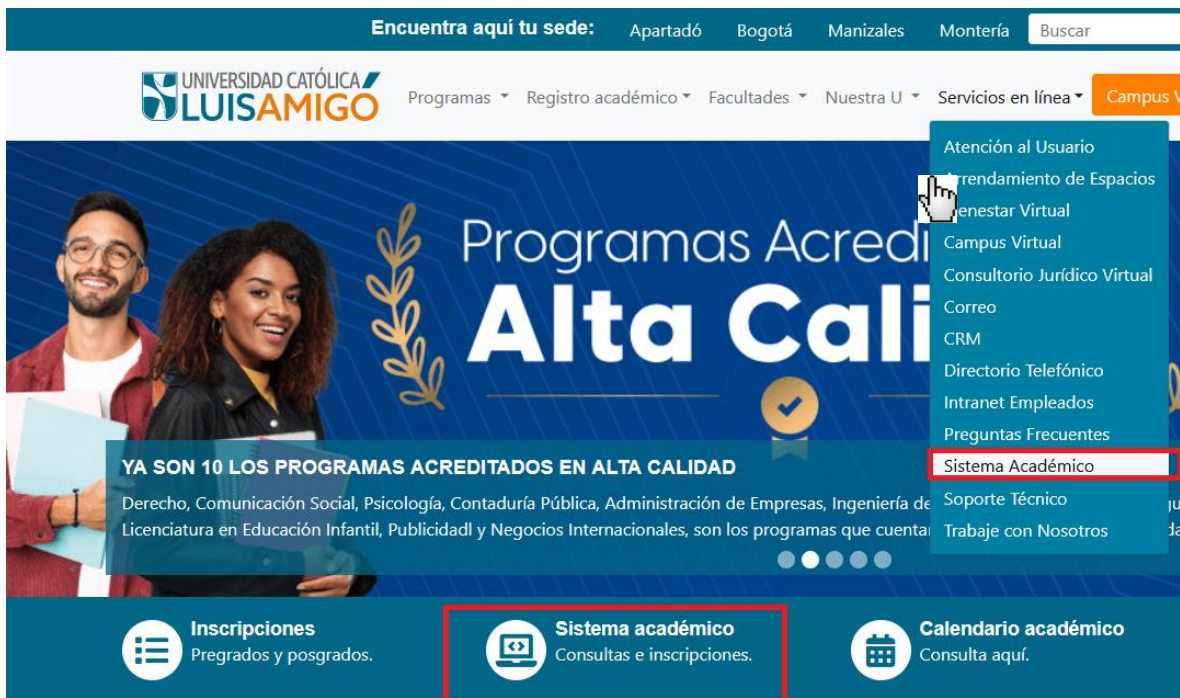 Encuentra aquí tu sede: Apartadó Bogotá Manizales Montería Buscar
UNIVERSIDAD CATÓLICA
LUIS AMIGÓ
Programas Registro académico Facultades Nuestra U Servicios en línea Campus V
Atención al Usuario
rrendamiento de Espacios
enestar Virtual
Campus Virtual
Consultorio Jurídico Virtual
Correo
CRM
Directorio Telefónico
Intranet Empleados
Preguntas Frecuentes
Sistema Académico
Soporte Técnico
Trabaje con Nosotros
Programas Acredi
Alta Cali
YA SON 10 LOS PROGRAMAS ACREDITADOS EN ALTA CALIDAD
Derecho, Comunicación Social, Psicología, Contaduría Pública, Administración de Empresas, Ingeniería de
Licenciatura en Educación Infantil, Publicidadl y Negocios Internacionales, son los programas que cuenta
Inscripciones
Pregrados y posgrados.
Sistema académico
Consultas e inscripciones.
Calendario académico
Consulta aquí.